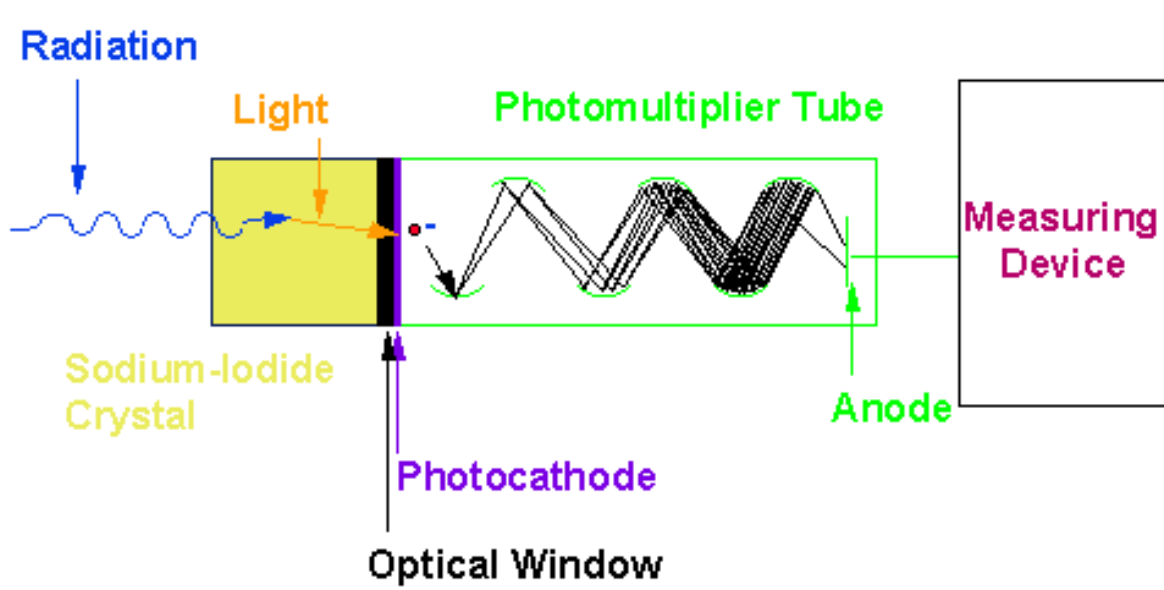 Radiation
Light
Photomultiplier Tube
Measuring
Device
Sodium-Iodide
Crystal
Anode
Photocathode
Optical Window